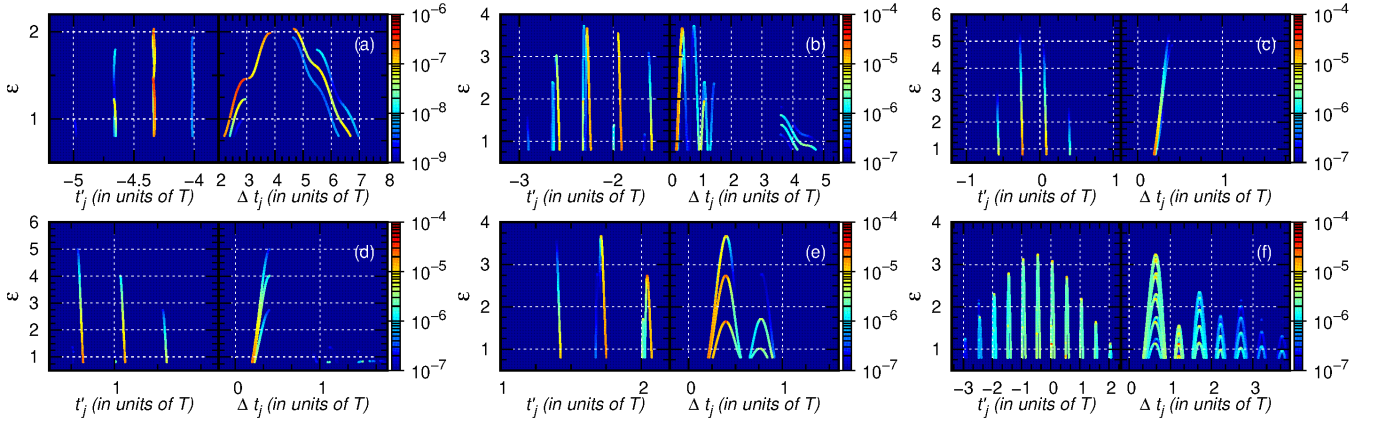 2
1
ε
(a)
−5 −4.5 −4 2 3 4 5 6 7 8
t'j (in units of T) Δ tj (in units of T)
10−6
10−7
10−8
10−9
4
3
2
1
ε
(b)
−3 −2 0 1 2 3 4 5
t'j (in units of T) Δ tj (in units of T)
10−4
10−5
10−6
10−7
6
5
4
3
2
1
ε
(c)
−1 0 1 0 1
t'j (in units of T) Δ tj (in units of T)
10−4
10−5
10−6
10−7
6
5
4
3
2
1
ε
(d)
1 0 1
t'j (in units of T) Δ tj (in units of T)
10−4
10−5
10−6
10−7
4
3
2
1
ε
(e)
1 2 0 1
t'j (in units of T) Δ tj (in units of T)
10−4
10−5
10−6
10−7
4
3
2
1
ε
(f)
−3 −2 −1 0 1 2 0 1 2 3
t'j (in units of T) Δ tj (in units of T)
10−4
10−5
10−6
10−7